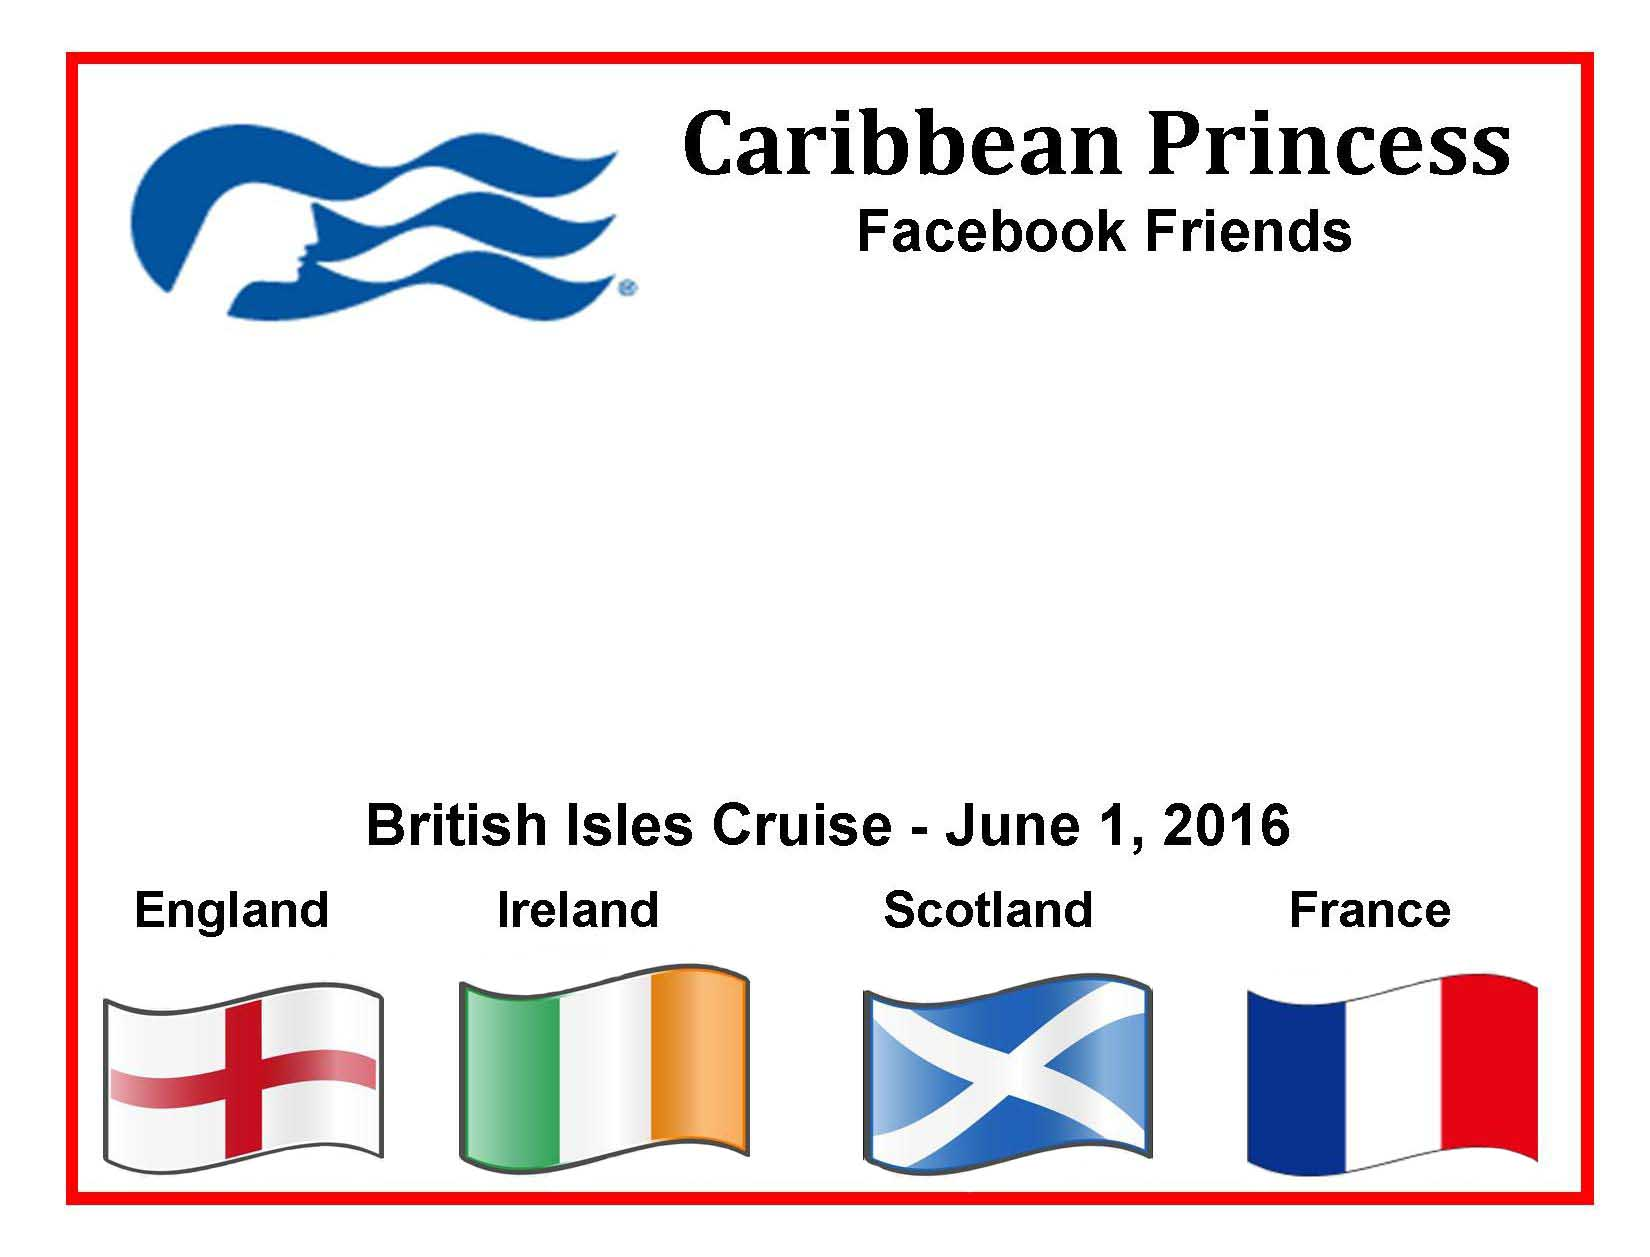 Caribbean Princess
Facebook Friends
®
British Isles Cruise - June 1, 2016
England Ireland Scotland France